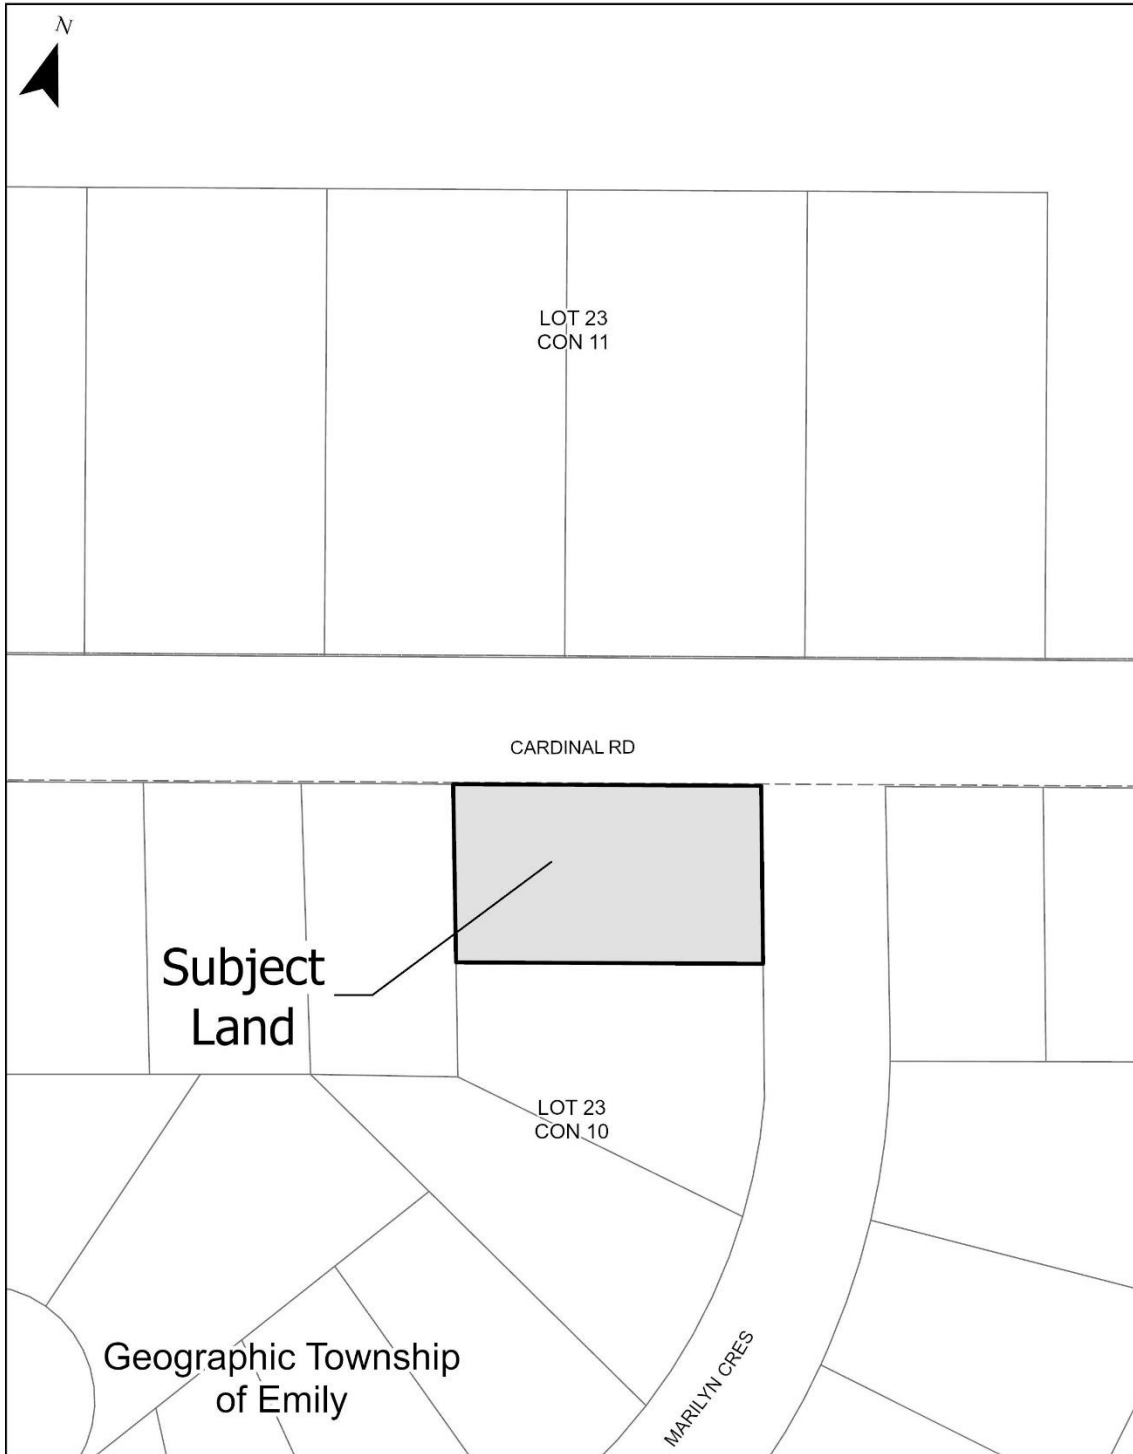 N
LOT 23
CON 11
CARDINAL RD
Subject
Land
LOT 23
CON 10
Geographic Township
of Emily
MARILYN CRES